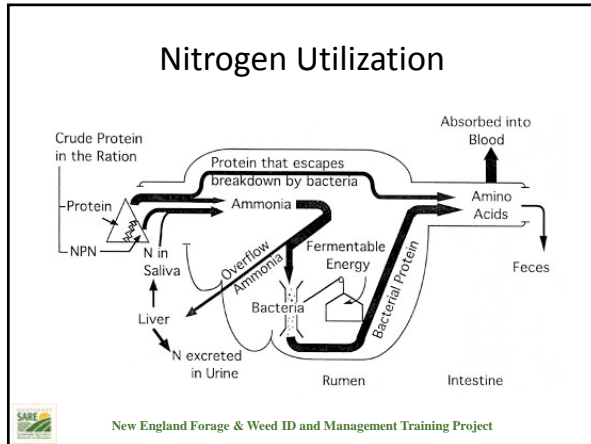 Nitrogen Utilization
Absorbed into
Blood
Crude Protein
in the Ration
Protein that escapes
breakdown by bacteria
Protein
Ammonia
Amino
Acids
NPN
N in
Saliva
Overflow
Ammonia
Fermentable
Energy
Feces
Liver
Bacteria
Bacterial Protein
N excreted
in Urine
Rumen
Intestine
SARE
New England Forage & Weed ID and Management Training Project